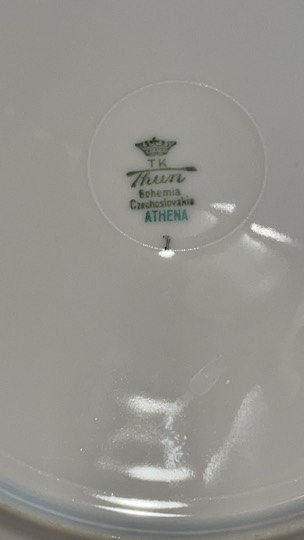 TK
Thun
Bohemia
Czechoslovakia
ATHENA